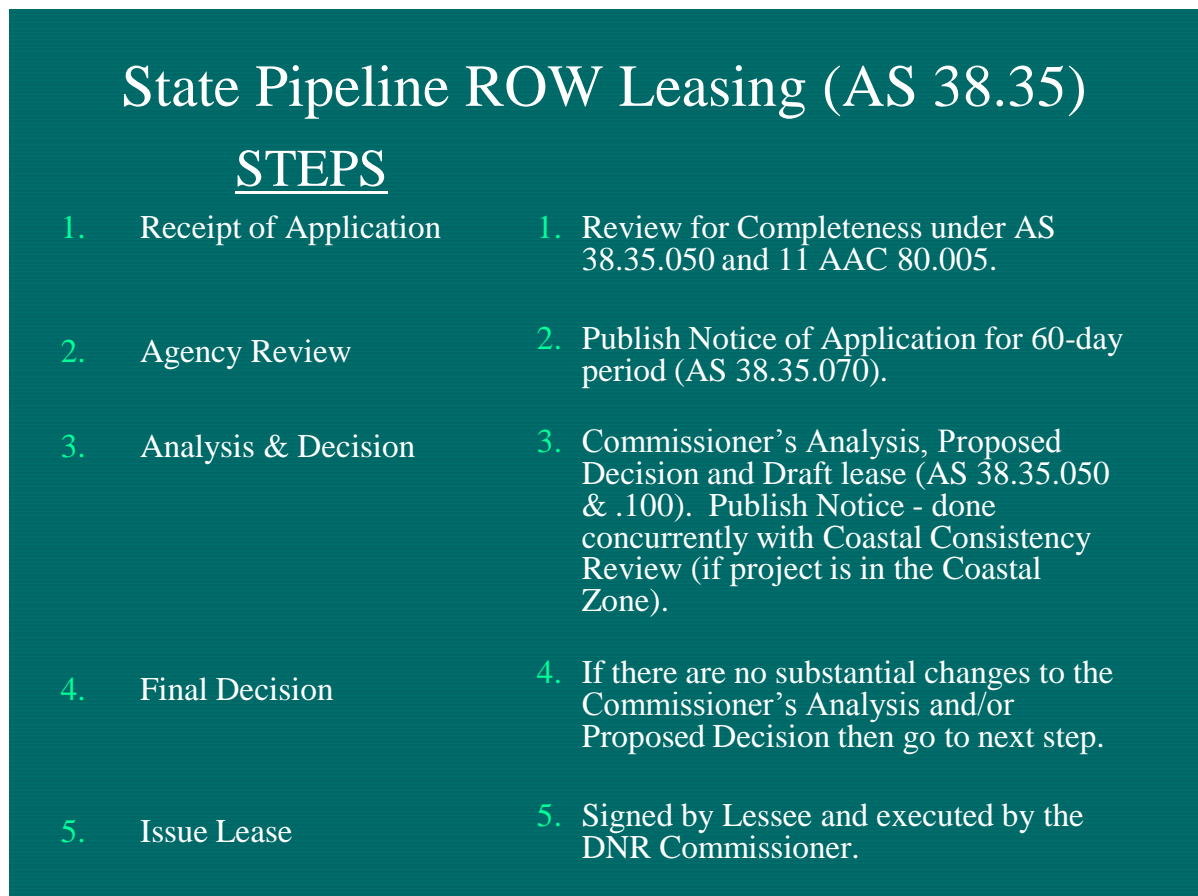 State Pipeline ROW Leasing (AS 38.35)
STEPS
1. Receipt of Application
1. Review for Completeness under AS
38.35.050 and 11 AAC 80.005.
2. Agency Review
2. Publish Notice of Application for 60-day
period (AS 38.35.070).
3. Analysis & Decision
3. Commissioner’s Analysis, Proposed
Decision and Draft lease (AS 38.35.050
& .100).  Publish Notice - done
concurrently with Coastal Consistency
Review (if project is in the Coastal
Zone).
4. Final Decision
4. If there are no substantial changes to the
Commissioner’s Analysis and/or
Proposed Decision then go to next step.
5. Issue Lease
5. Signed by Lessee and executed by the
DNR Commissioner.